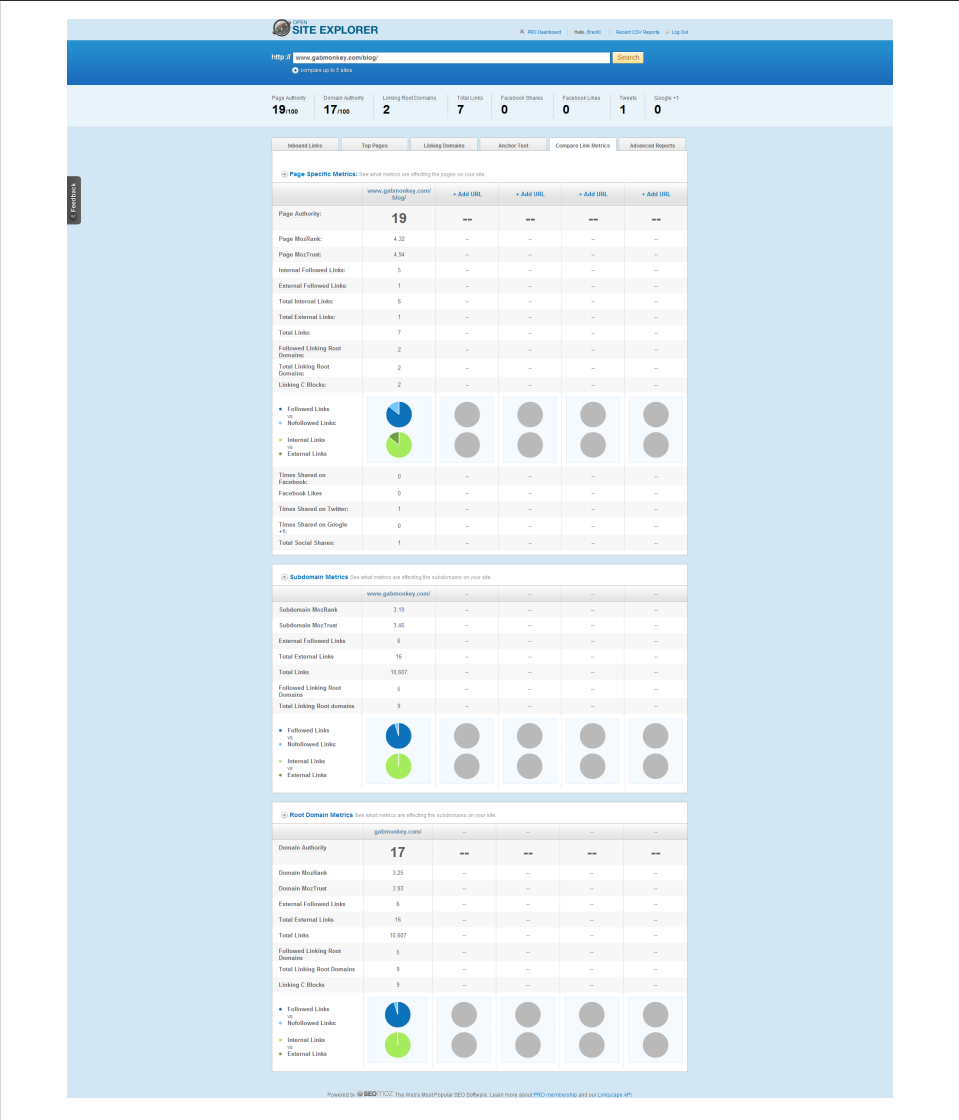 OPEN
SITE EXPLORER
PRO Dashboard Hello, BrentC Recent CSV Reports Log Out
http:// www.gabmonkey.com/blog/ Search
compare up to 5 sites
Page Authority Domain Authority Linking Root Domains Total Links Facebook Shares Facebook Likes Tweets Google +1
19/100 17/100 2 7 0 0 1 0
Inbound Links Top Pages Linking Domains Anchor Text Compare Link Metrics Advanced Reports
Feedback
Page Specific Metrics: See what metrics are effecting the pages on your site.
www.gabmonkey.com/ + Add URL + Add URL + Add URL + Add URL
blog/
Page Authority: 19 -- -- -- --
Page MozRank: 4.32 -- -- -- --
Page MozTrust: 4.94 -- -- -- --
Internal Followed Links: 5 -- -- -- --
External Followed Links: 1 -- -- -- --
Total Internal Links: 6 -- -- -- --
Total External Links: 1 -- -- -- --
Total Links: 7 -- -- -- --
Followed Linking Root
Domains: 2 -- -- -- --
Total Linking Root
Domains: 2 -- -- -- --
Linking C Blocks: 2 -- -- -- --
Followed Links
vs
Nofollowed Links:
Internal Links
vs
External Links
Times Shared on
Facebook: 0 -- -- -- --
Facebook Likes 0 -- -- -- --
Times Shared on Twitter: 1 -- -- -- --
Times Shared on Google
+1: 0 -- -- -- --
Total Social Shares: 1 -- -- -- --
Subdomain Metrics See what metrics are effecting the subdomains on your site.
www.gabmonkey.com/ -- -- -- --
Subdomain MozRank 3.19 -- -- -- --
Subdomain MozTrust 3.45 -- -- -- --
External Followed Links 6 -- -- -- --
Total External Links 16 -- -- -- --
Total Links 10,607 -- -- -- --
Followed Linking Root
Domains 5 -- -- -- --
Total Linking Root domains 9 -- -- -- --
Followed Links
vs
Nofollowed Links:
Internal Links
vs
External Links
Root Domain Metrics See what metrics are effecting the subdomains on your site
gabmonkey.com/ -- -- -- --
Domain Authority 17 -- -- -- --
Domain MozRank 3.25 -- -- -- --
Domain MozTrust 3.93 -- -- -- --
External Followed Links 6 -- -- -- --
Total External Links 16 -- -- -- --
Total Links 10,607 -- -- -- --
Followed Linking Root
Domains 5 -- -- -- --
Total Linking Root Domains 9 -- -- -- --
Linking C Blocks 9 -- -- -- --
Followed Links
vs
Nofollowed Links:
Internal Links
vs
External Links
Powered by SEOmoz The Web's Most Popular SEO Software. Learn more about PRO membership and our Linkscape API.